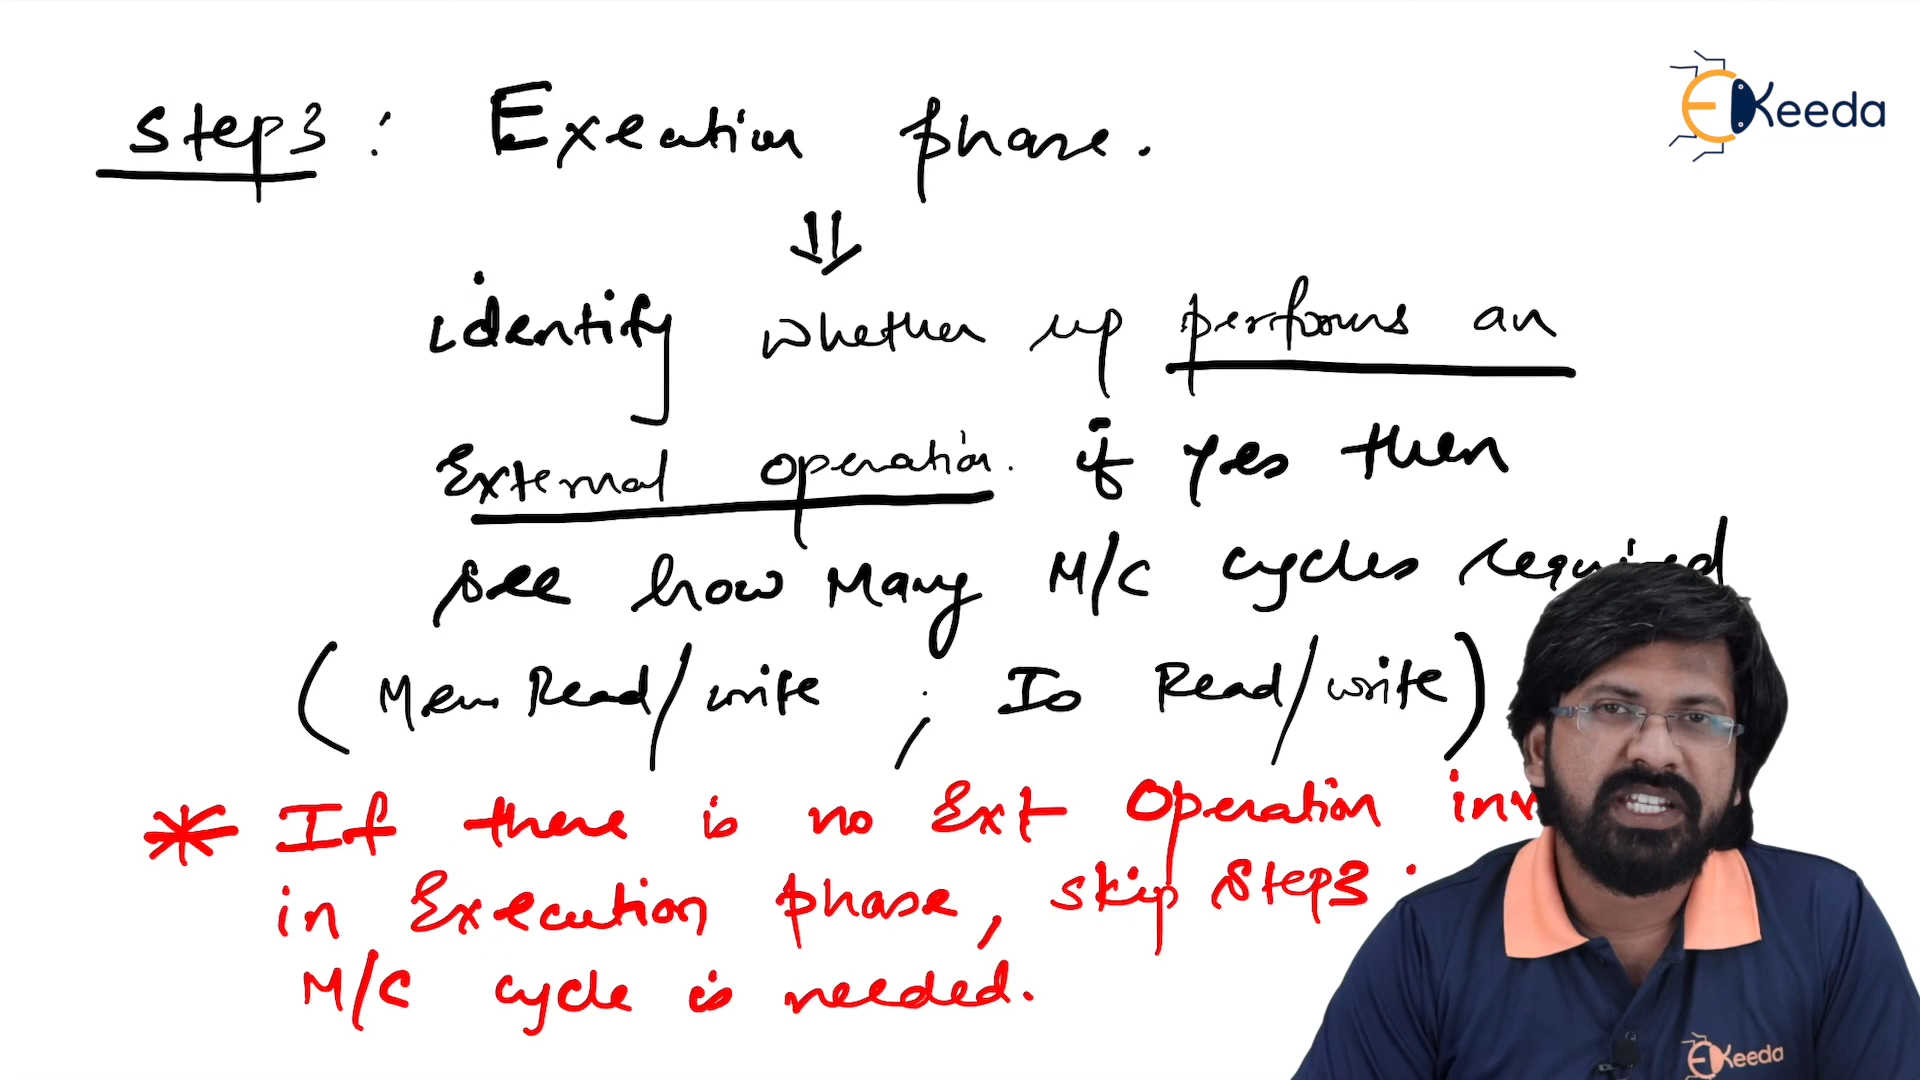 Step3 : Execution phase.
EKeeda
⇓
identify whether up performs an
External operation. if yes then
see how Many M/C cycles required
(Mem Read/write ; Io Read/write)
* If there is no Ext Operation
in Execution phase, skip Step3.
M/C cycle is needed.
EKeeda